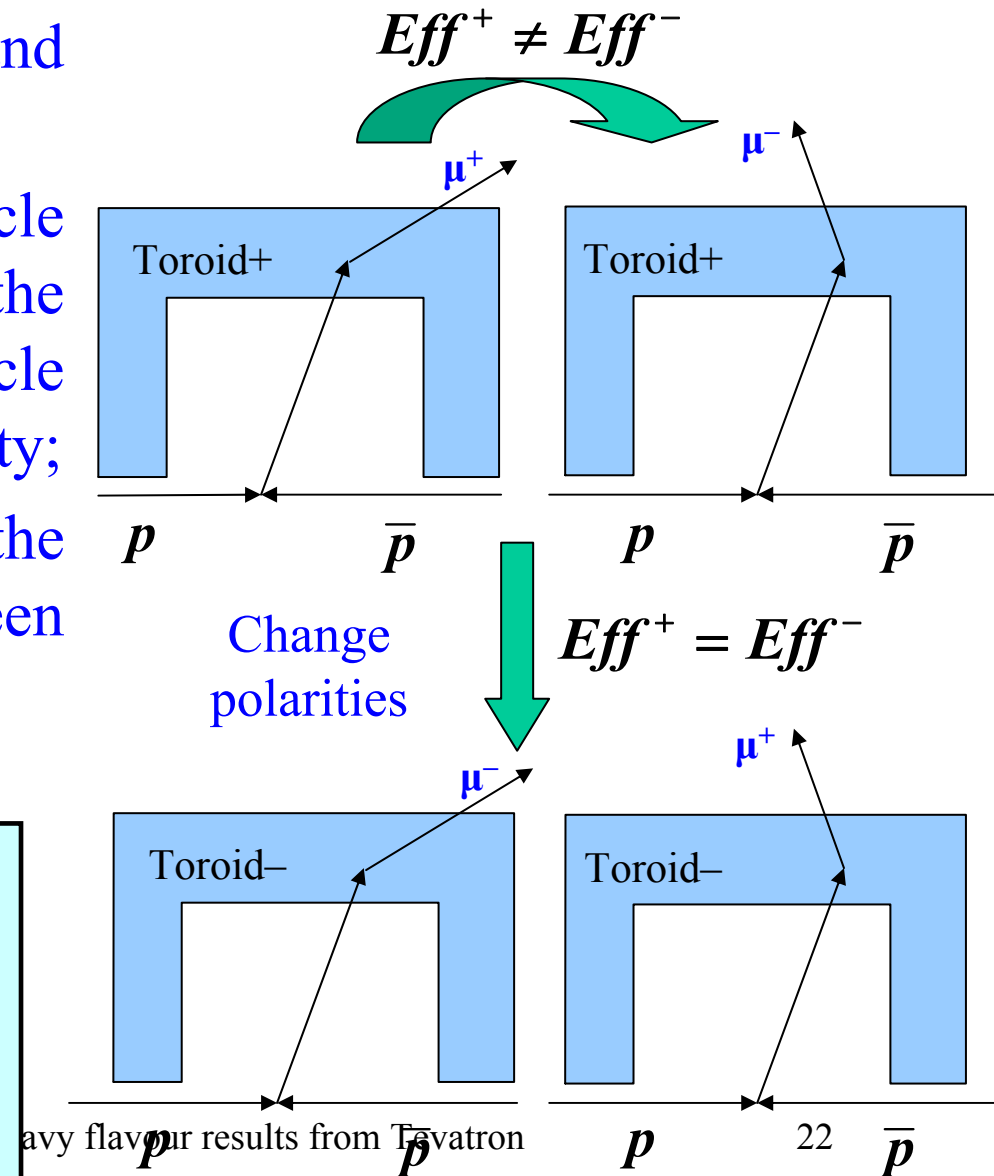 nd
Eff⁺ ≠ Eff⁻
μ⁺
μ⁻
cle
Toroid+
Toroid+
the
cle
ty;
the
p
p̅
p
p̅
een
Change
polarities
Eff⁺ = Eff⁻
μ⁻
μ⁺
Toroid–
Toroid–
avy flavour results from Tevatron
22
p
p̅
p
p̅